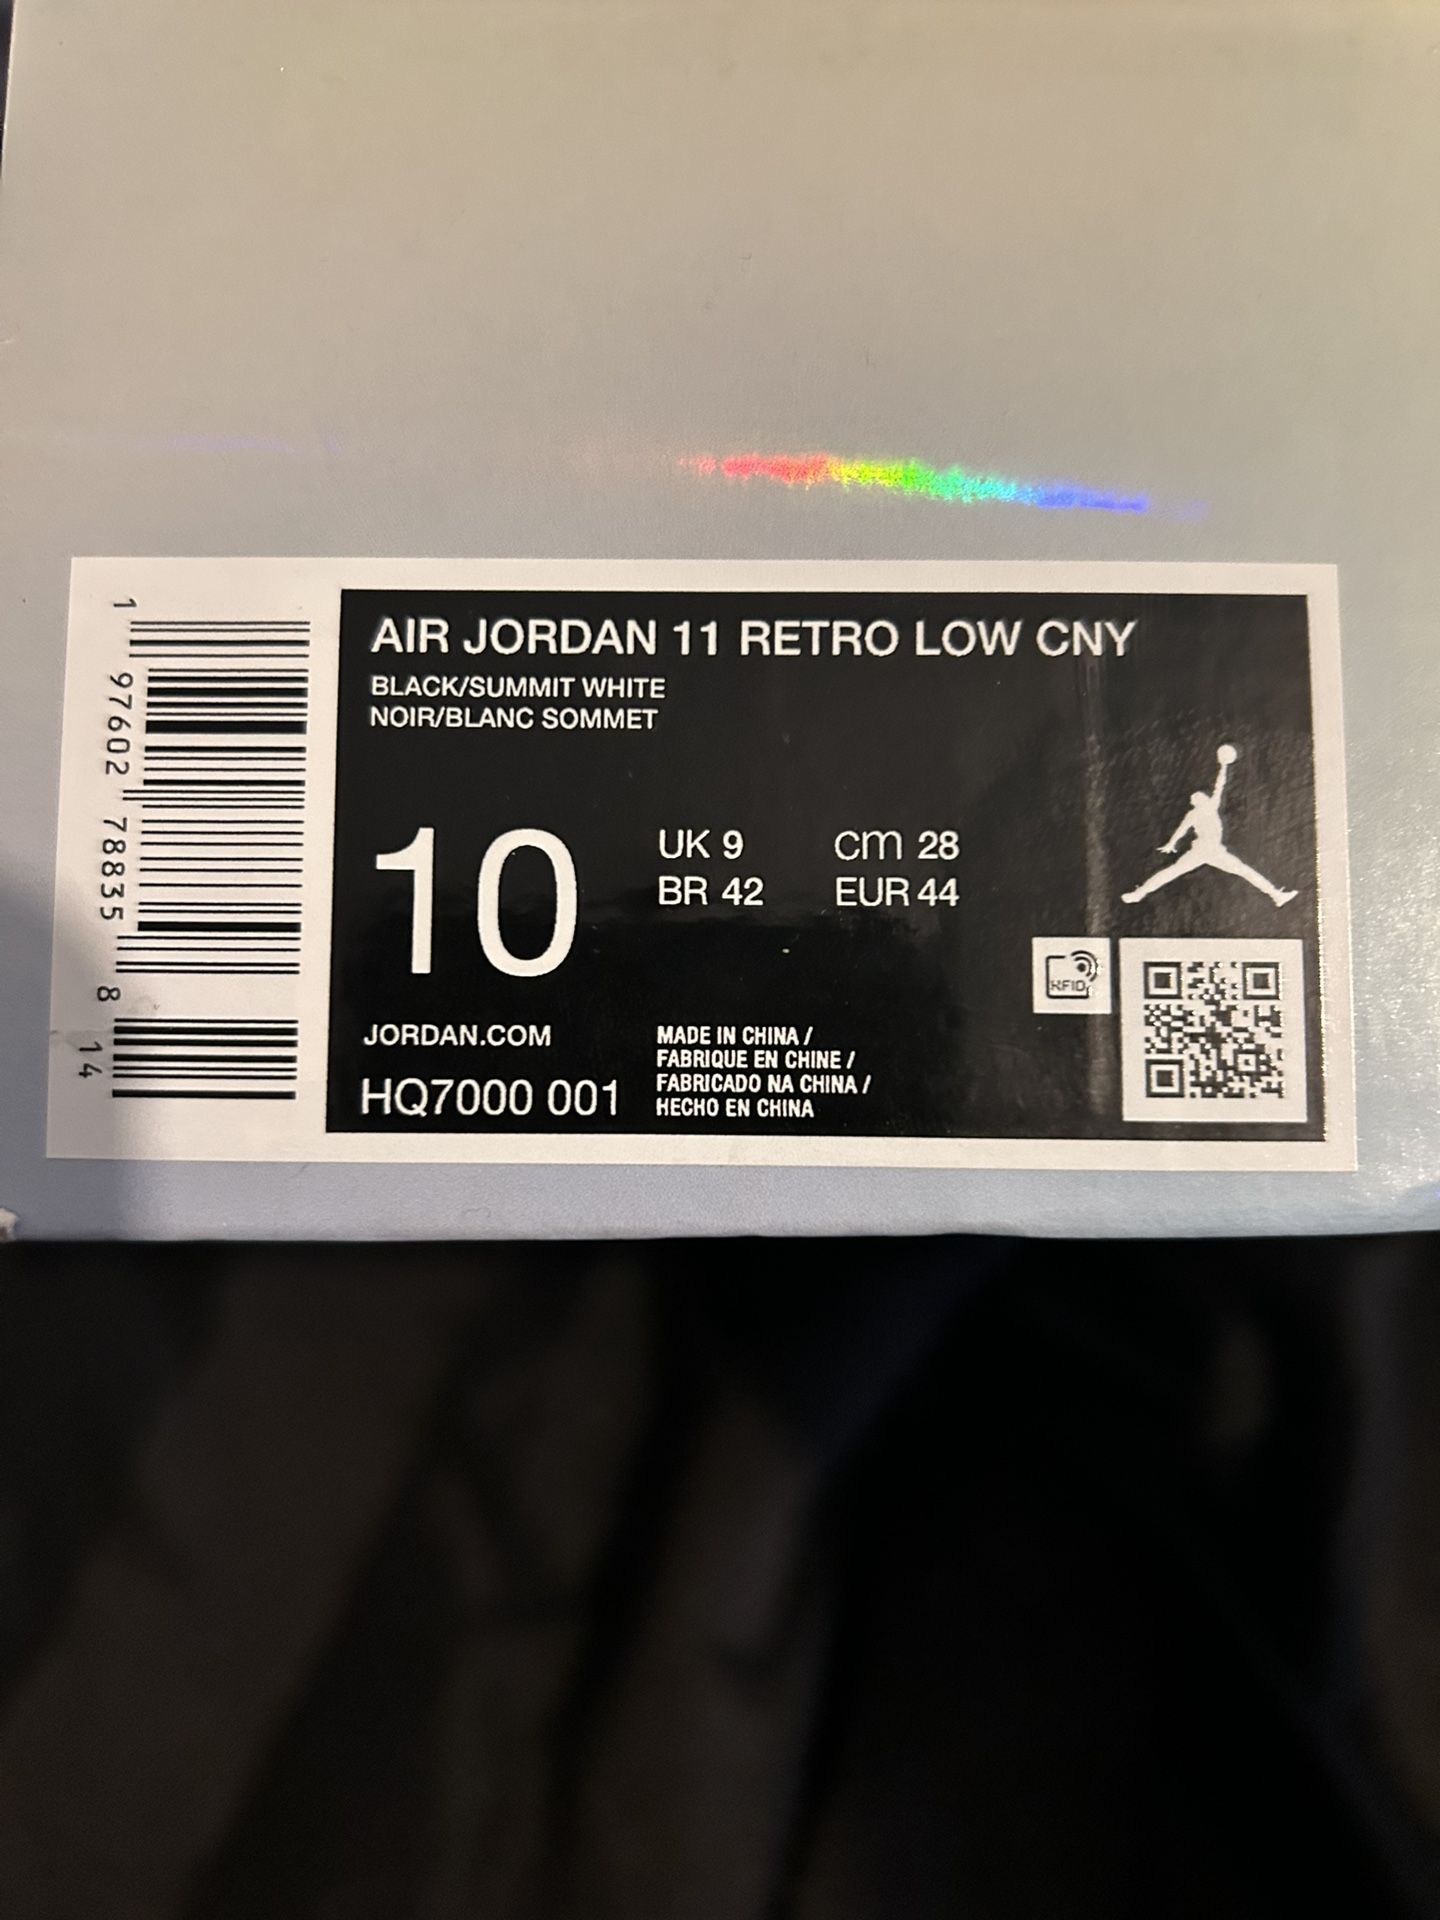 AIR JORDAN 11 RETRO LOW CNY
BLACK/SUMMIT WHITE
NOIR/BLANC SOMMET
10
UK 9 cm 28
BR 42 EUR 44
RFID
JORDAN.COM
HQ7000 001
MADE IN CHINA /
FABRIQUE EN CHINE /
FABRICADO NA CHINA /
HECHO EN CHINA
1 97602 78835 8 14